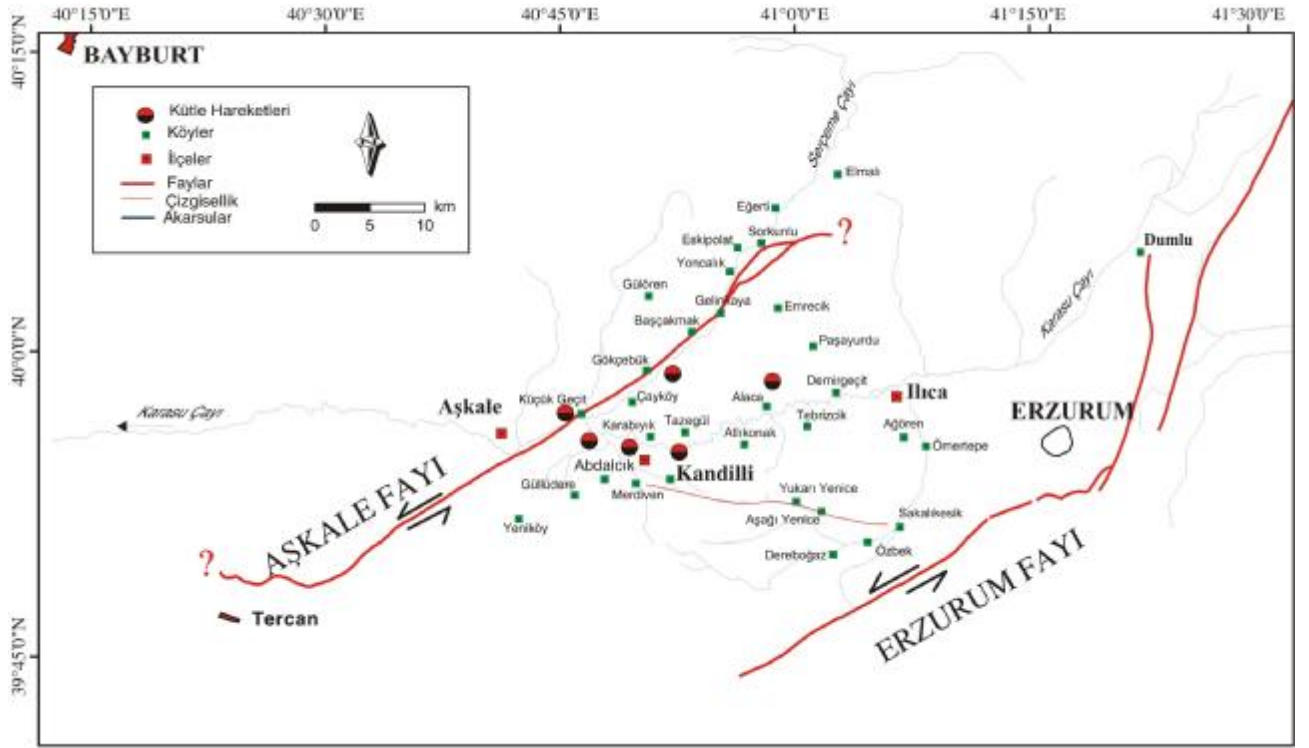 40°15'0"E
40°30'0"E
40°45'0"E
41°0'0"E
41°15'0"E
41°30'0"E
40°15'0"N
40°0'0"N
39°45'0"N
BAYBURT
Kütle Hareketleri
Köyler
İlçeler
Faylar
Çizgisellik
Akarsular
km
0 5 10
Serçeme Çayı
Elmalı
Eğerti
Sorkunlu
?
Eskipolat
Yoncalık
Dumlu
Gülören
Gelinkaya
Emrecik
Karasu Çayı
Başçakmak
Paşayurdu
Gökçebük
Demirgeçit
Ilıca
Çayköy
Alaca
Küçük Geçit
Karasu Çayı
Aşkale
Karabıyık
Tazegül
Tebrizcik
Ağören
ERZURUM
Atlıkonak
Ömertepe
Abdalcık
Kandilli
Güllüdere
Merdiven
Yukarı Yenice
Aşağı Yenice
Sakalıkesik
Yeniköy
Özbek
Dereboğaz
AŞKALE FAYI
?
Tercan
ERZURUM FAYI